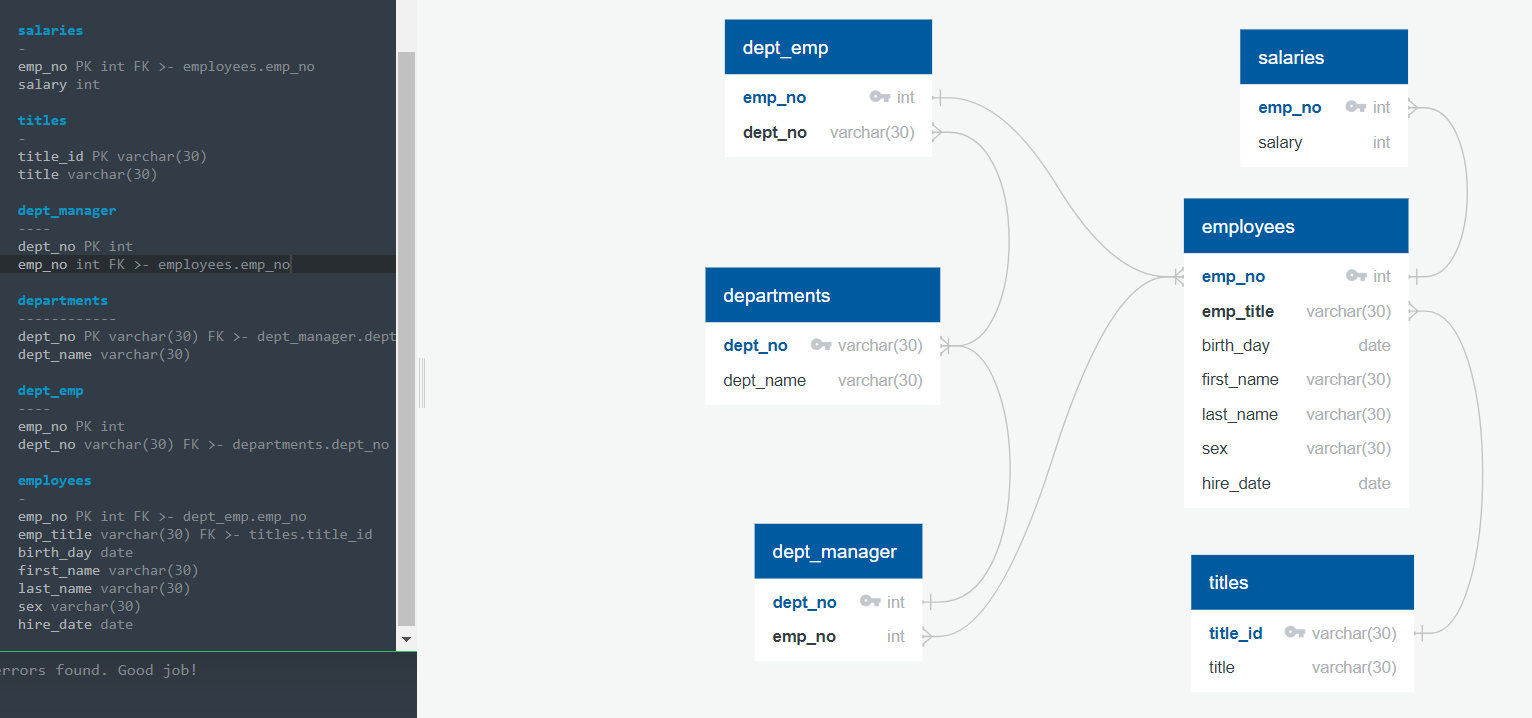 salaries
-
emp_no PK int FK >- employees.emp_no
salary int
titles
-
title_id PK varchar(30)
title varchar(30)
dept_manager
----
dept_no PK int
emp_no int FK >- employees.emp_no
departments
------------
dept_no PK varchar(30) FK >- dept_manager.dept
dept_name varchar(30)
dept_emp
----
emp_no PK int
dept_no varchar(30) FK >- departments.dept_no
employees
-
emp_no PK int FK >- dept_emp.emp_no
emp_title varchar(30) FK >- titles.title_id
birth_day date
first_name varchar(30)
last_name varchar(30)
sex varchar(30)
hire_date date
errors found. Good job!
dept_emp
emp_no int
dept_no varchar(30)
departments
dept_no varchar(30)
dept_name varchar(30)
dept_manager
dept_no int
emp_no int
salaries
emp_no int
salary int
employees
emp_no int
emp_title varchar(30)
birth_day date
first_name varchar(30)
last_name varchar(30)
sex varchar(30)
hire_date date
titles
title_id varchar(30)
title varchar(30)